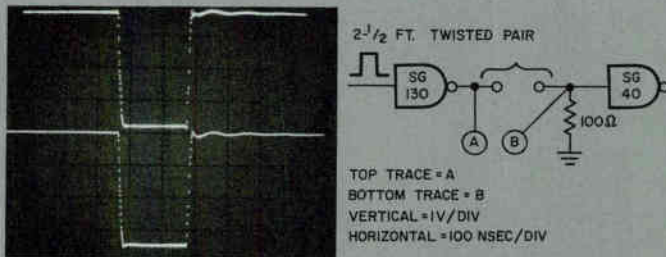 2-1/2 FT. TWISTED PAIR
SG
130
SG
40
100Ω
A
B
TOP TRACE = A
BOTTOM TRACE = B
VERTICAL = 1V/DIV
HORIZONTAL = 100 NSEC/DIV